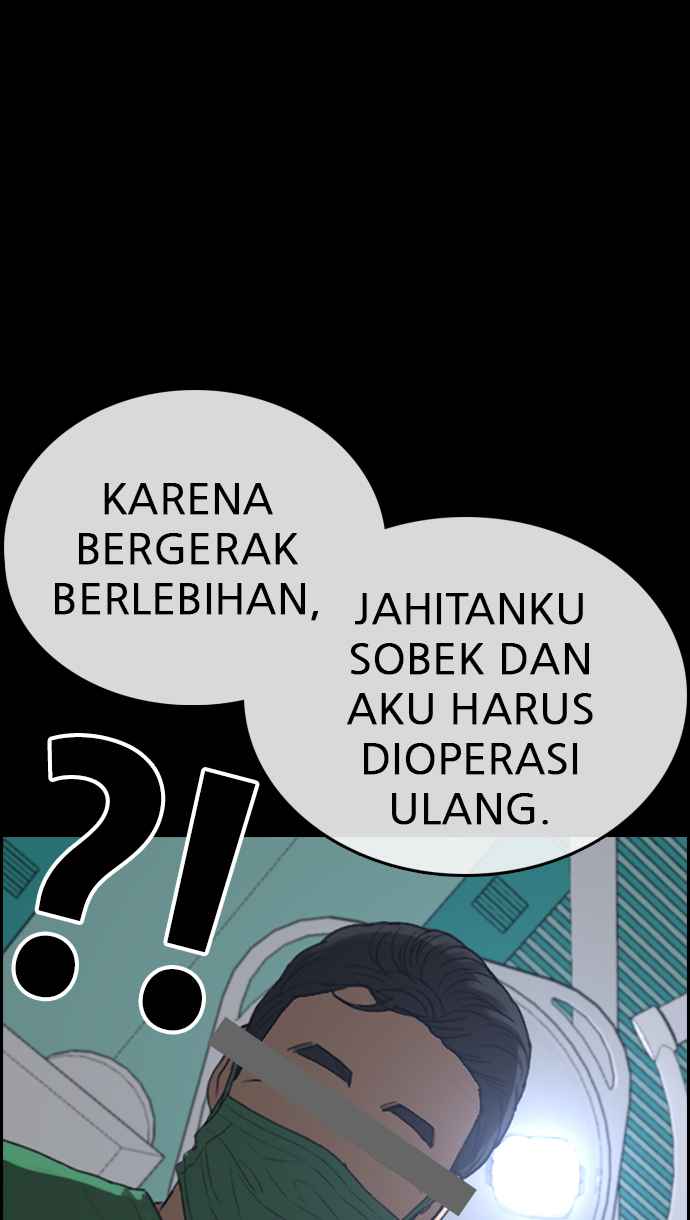 KARENA
BERGERAK
BERLEBIHAN,
JAHITANKU
SOBEK DAN
AKU HARUS
DIOPERASI
ULANG.
?!